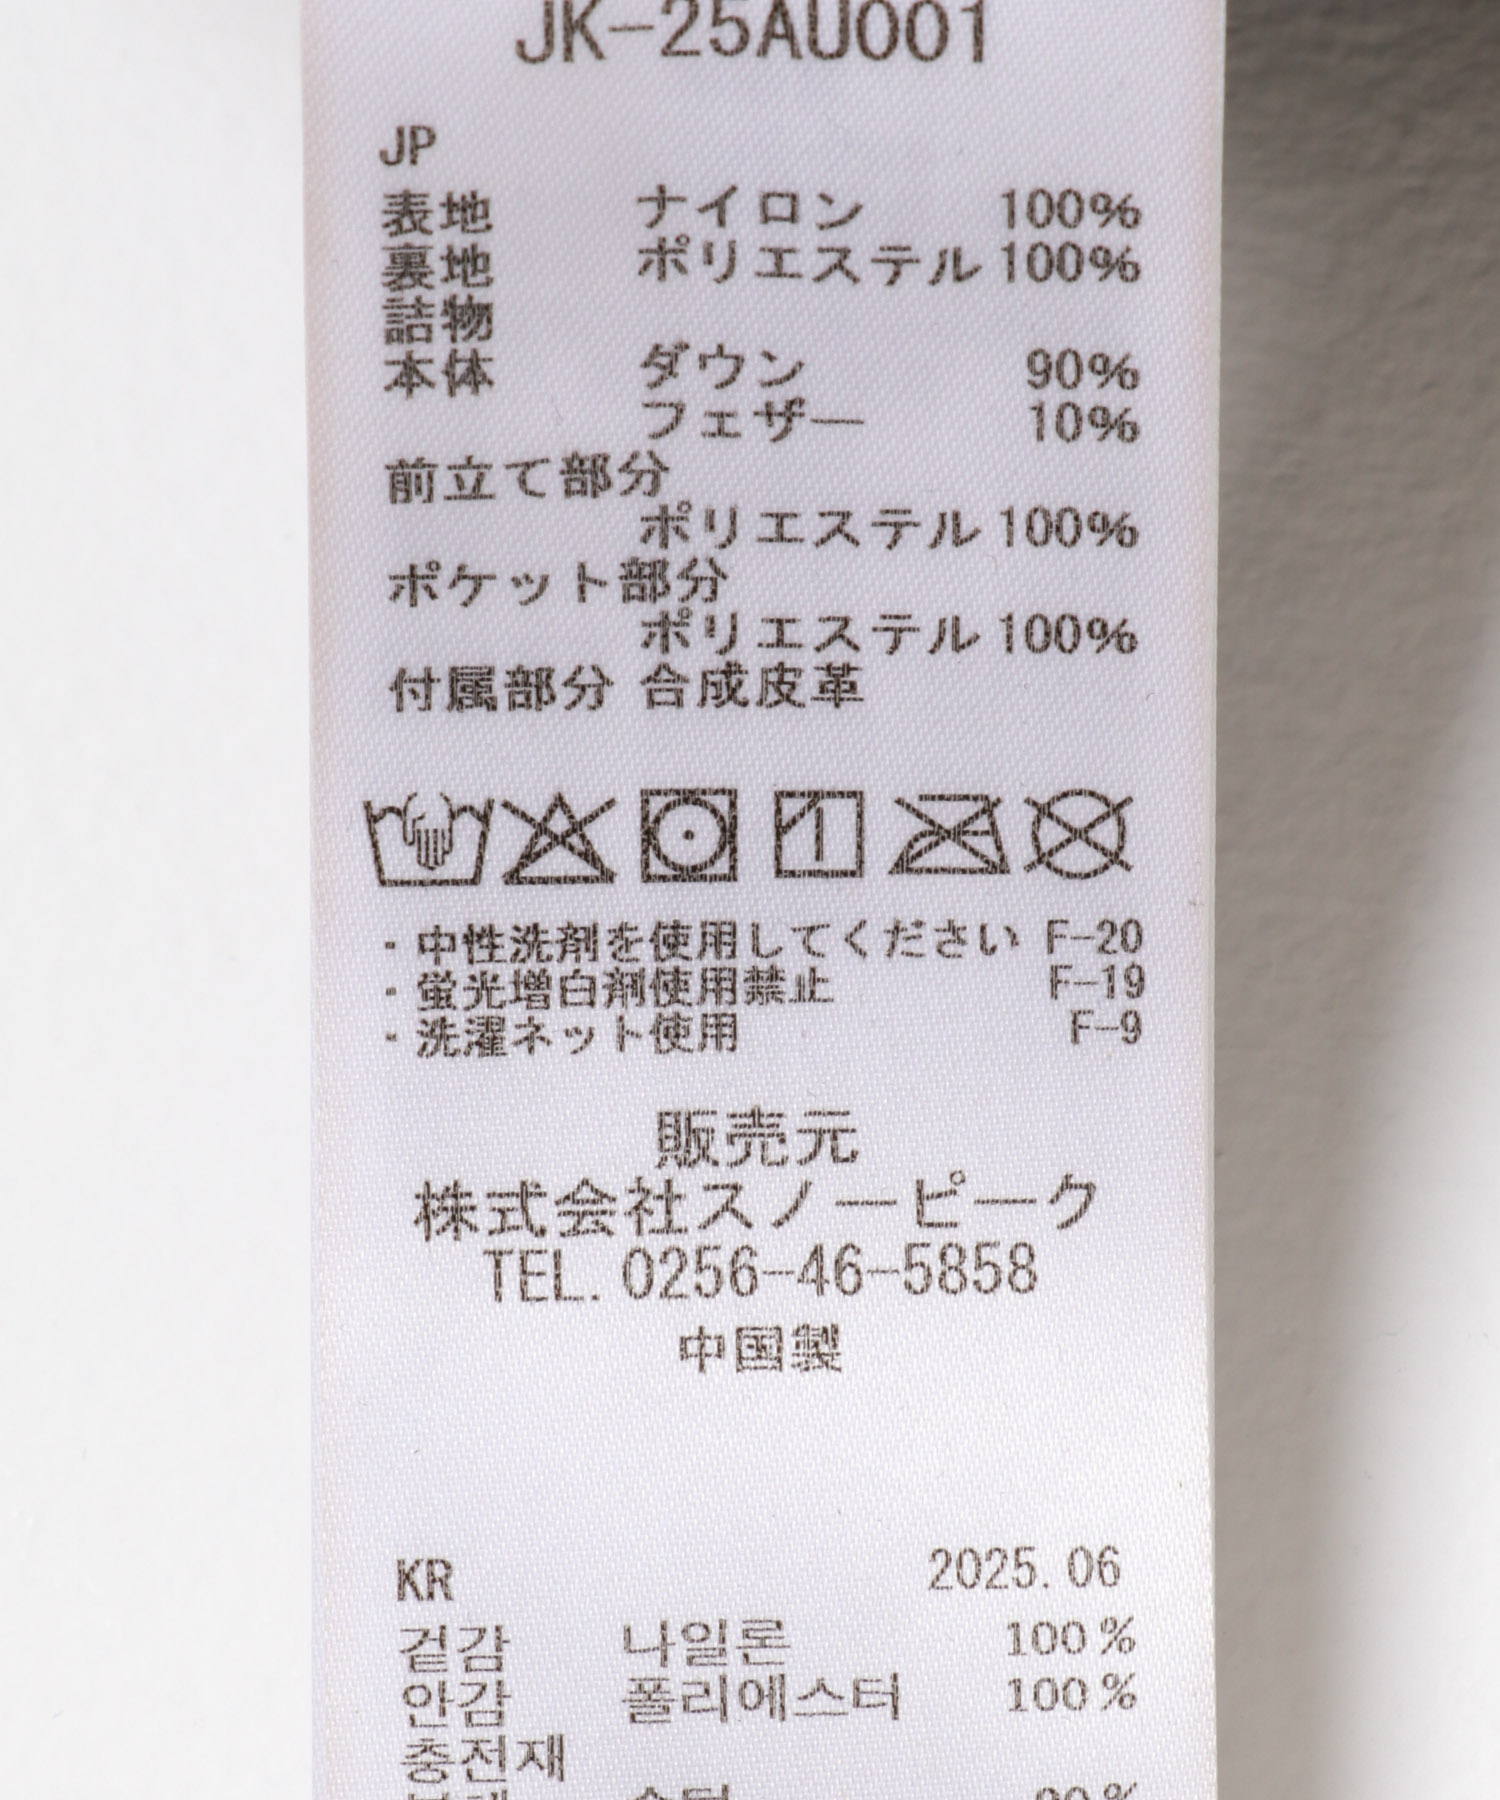 JK-25AU001
JP
表地 ナイロン 100%
裏地 ポリエステル 100%
詰物
本体 ダウン 90%
フェザー 10%
前立て部分
ポリエステル 100%
ポケット部分
ポリエステル 100%
付属部分 合成皮革
・中性洗剤を使用してください F-20
・蛍光増白剤使用禁止 F-19
・洗濯ネット使用 F-9
販売元
株式会社スノーピーク
TEL. 0256-46-5858
中国製
KR 2025.06
겉감 나일론 100%
안감 폴리에스터 100%
충전재